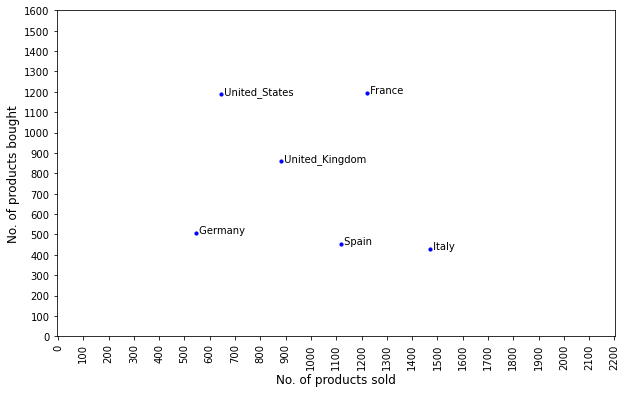 1600
1500
1400
1300
1200
1100
1000
900
800
700
600
500
400
300
200
100
0
No. of products bought
United_States
France
United_Kingdom
Germany
Spain
Italy
0 100 200 300 400 500 600 700 800 900 1000 1100 1200 1300 1400 1500 1600 1700 1800 1900 2000 2100 2200
No. of products sold